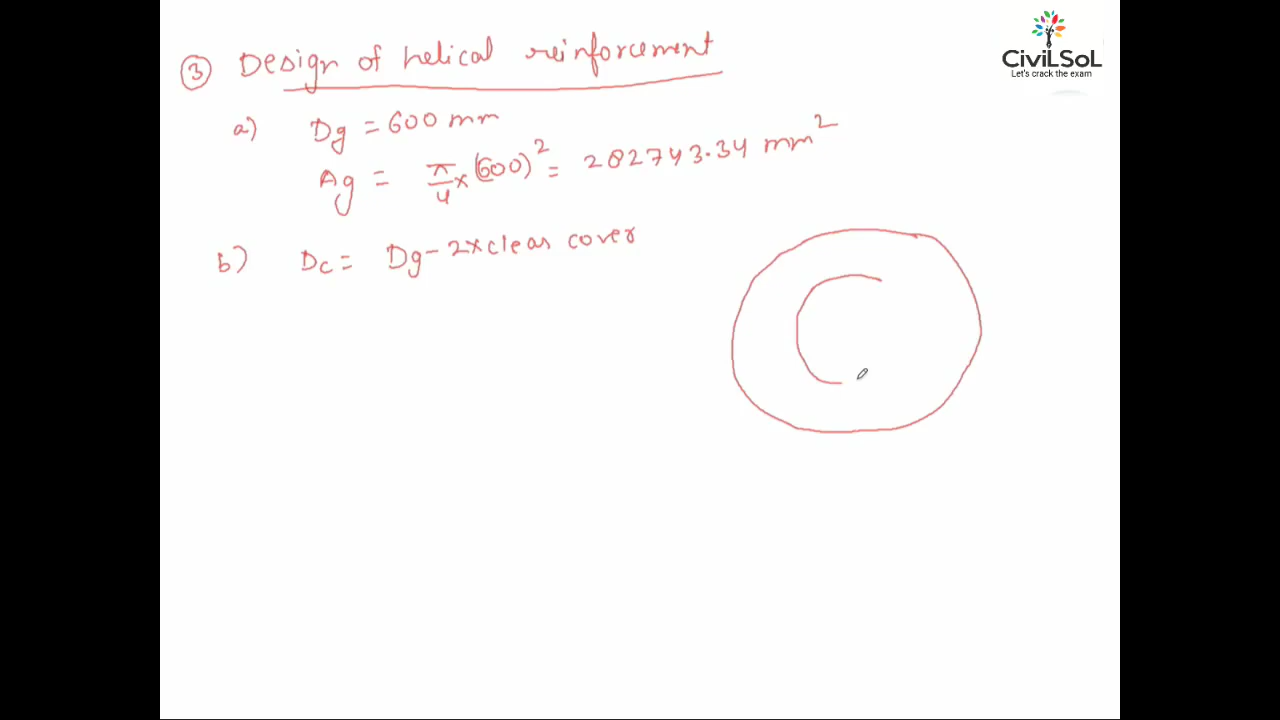 ③ Design of helical reinforcement
CiviLSoL
Let's crack the exam
a) Dg = 600 mm
Ag = π/4 × (600)² = 282743.34 mm²
b) Dc = Dg - 2 x clear cover